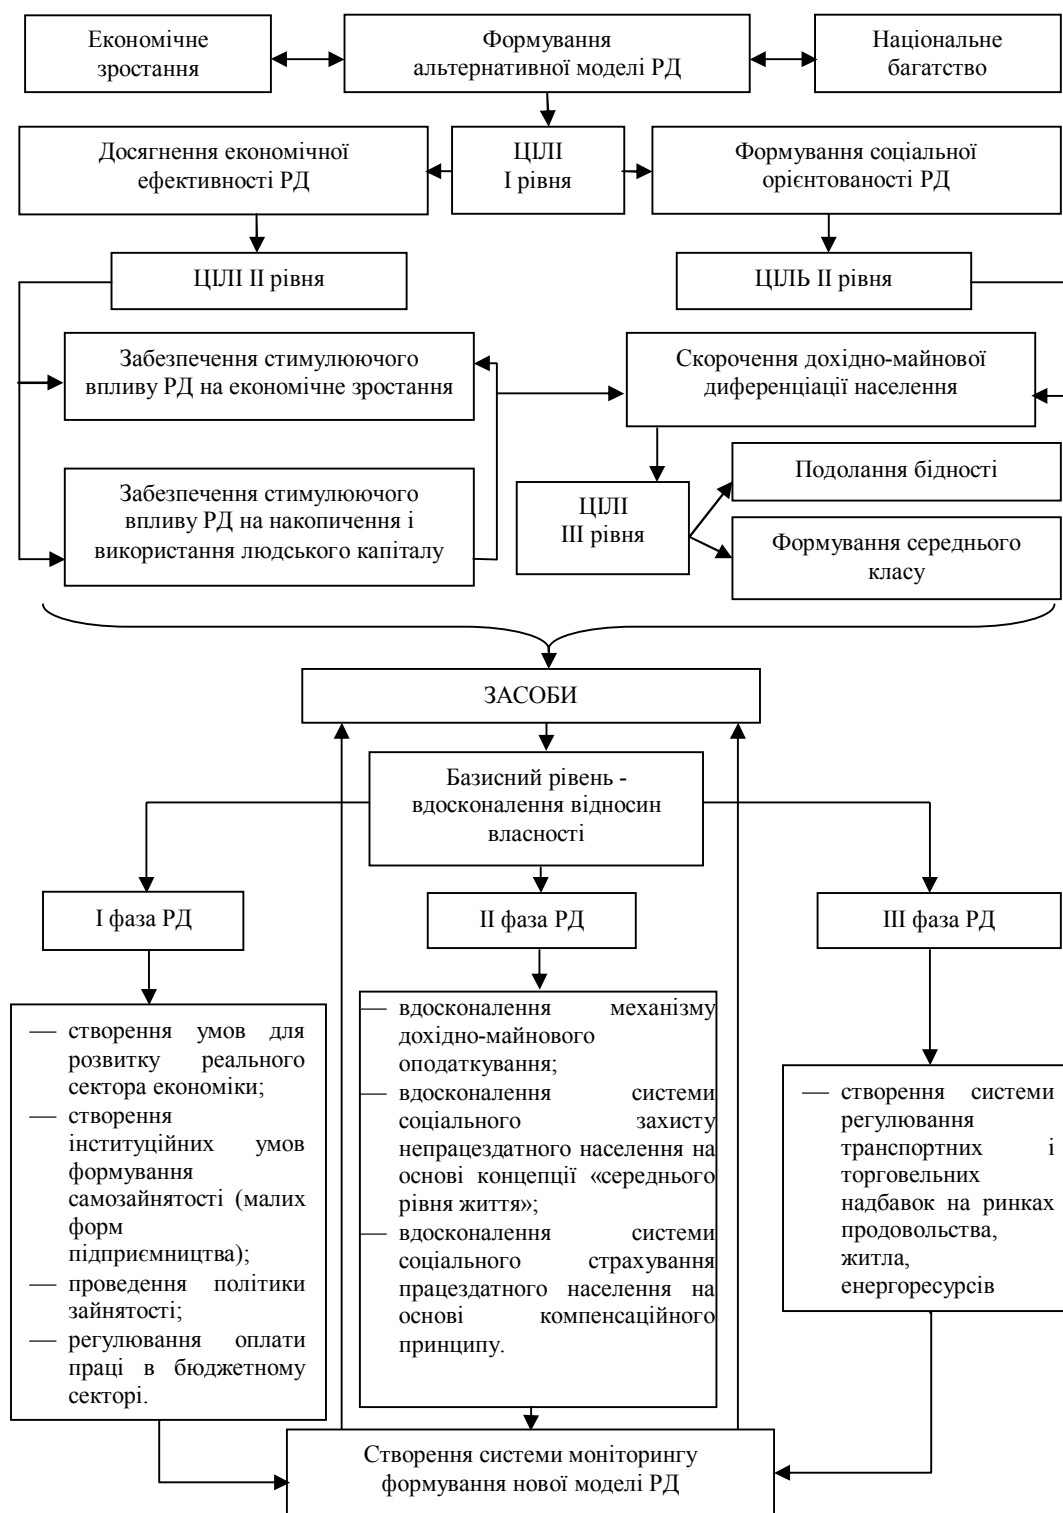 Економічне
зростання
Формування
альтернативної моделі РД
Національне
багатство
Досягнення економічної
ефективності РД
ЦІЛІ
І рівня
Формування соціальної
орієнтованості РД
ЦІЛІ ІІ рівня
ЦІЛЬ ІІ рівня
Забезпечення стимулюючого
впливу РД на економічне зростання
Скорочення дохідно-майнової
диференціації населення
Забезпечення стимулюючого
впливу РД на накопичення і
використання людського капіталу
ЦІЛІ
ІІІ рівня
Подолання бідності
Формування середнього
класу
ЗАСОБИ
Базисний рівень -
вдосконалення відносин
власності
І фаза РД
ІІ фаза РД
ІІІ фаза РД
— створення умов для
розвитку реального
сектора економіки;
— створення
інституційних умов
формування
самозайнятості (малих
форм
підприємництва);
— проведення політики
зайнятості;
— регулювання оплати
праці в бюджетному
секторі.
— вдосконалення механізму
дохідно-майнового
оподаткування;
— вдосконалення системи
соціального захисту
непрацездатного населення на
основі концепції «середнього
рівня життя»;
— вдосконалення системи
соціального страхування
працездатного населення на
основі компенсаційного
принципу.
— створення системи
регулювання
транспортних і
торговельних
надбавок на ринках
продовольства,
житла,
енергоресурсів
Створення системи моніторингу
формування нової моделі РД